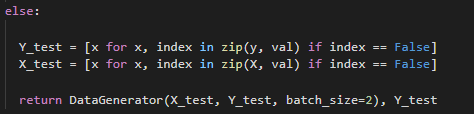 else:
Y_test = [x for x, index in zip(y, val) if index == False]
X_test = [x for x, index in zip(X, val) if index == False]
return DataGenerator(X_test, Y_test, batch_size=2), Y_test